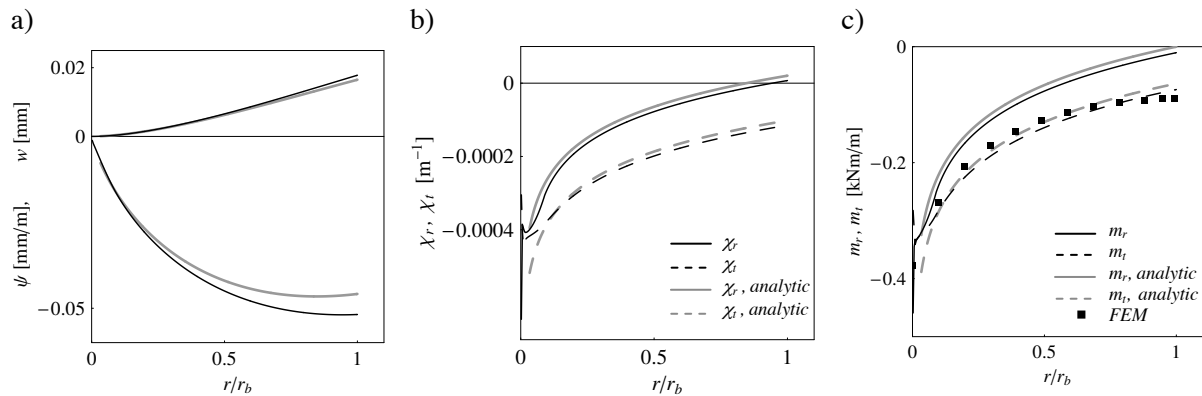 a)
0.02
0
−0.05
ψ [mm/m], w [mm]
0
0.5
1
r/r_b
b)
0
−0.0002
−0.0004
χ_r, χ_t [m⁻¹]
χ_r
χ_t
χ_r , analytic
χ_t , analytic
0
0.5
1
r/r_b
c)
0
−0.2
−0.4
m_r, m_t [kNm/m]
m_r
m_t
m_r, analytic
m_t, analytic
FEM
0
0.5
1
r/r_b